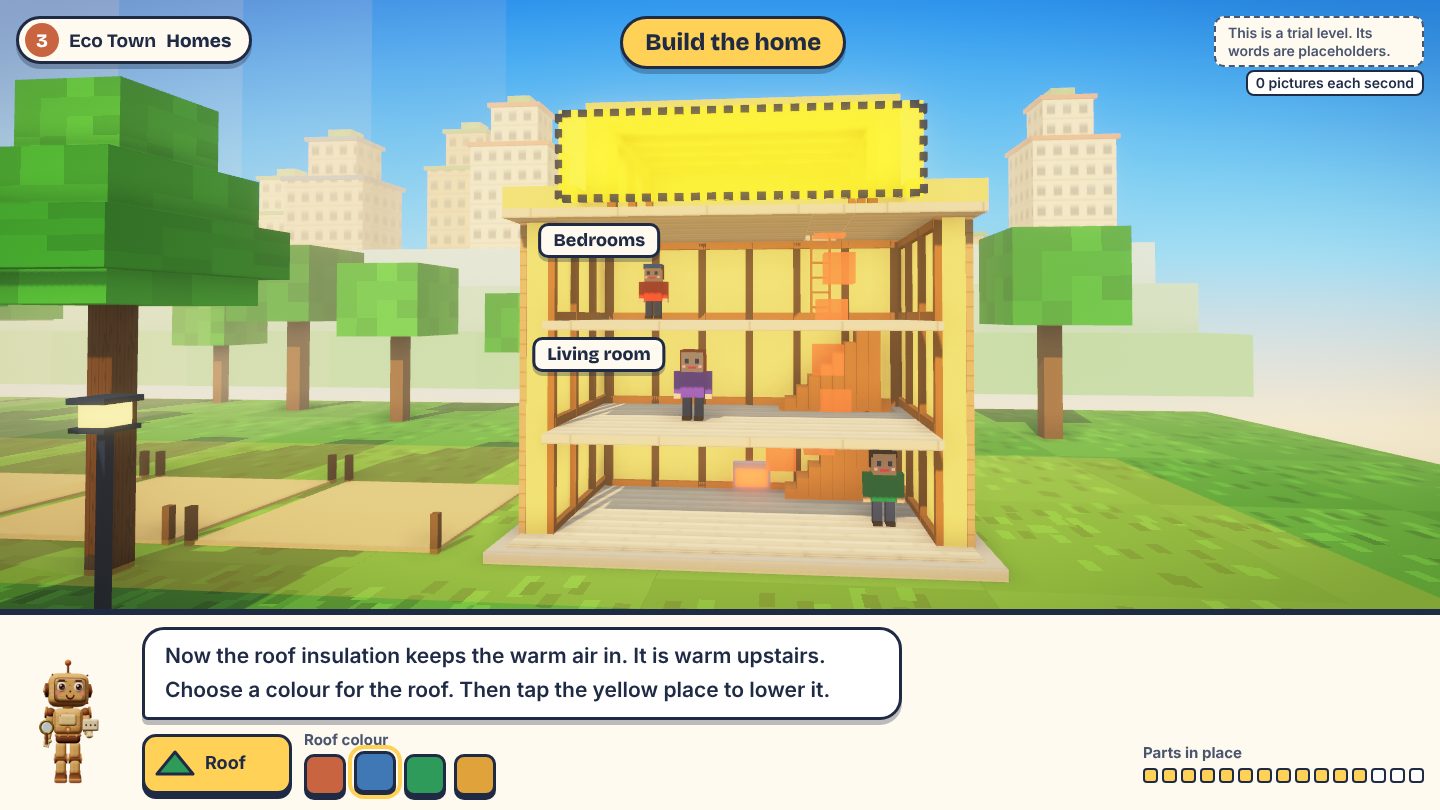 3 Eco Town Homes
Build the home
This is a trial level. Its
words are placeholders.
0 pictures each second
Bedrooms
Living room
Now the roof insulation keeps the warm air in. It is warm upstairs.
Choose a colour for the roof. Then tap the yellow place to lower it.
Roof
Roof colour
Parts in place